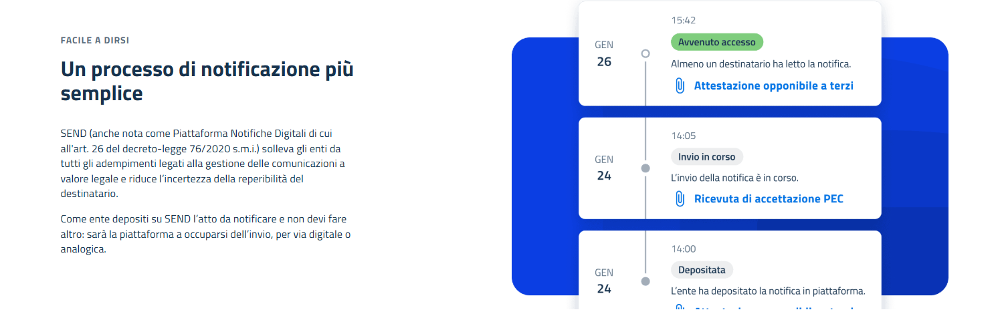 FACILE A DIRSI
Un processo di notificazione più
semplice
SEND (anche nota come Piattaforma Notifiche Digitali di cui
all'art. 26 del decreto-legge 76/2020 s.m.i.) solleva gli enti da
tutti gli adempimenti legati alla gestione delle comunicazioni a
valore legale e riduce l’incertezza della reperibilità del
destinatario.
Come ente depositi su SEND l’atto da notificare e non devi fare
altro: sarà la piattaforma a occuparsi dell’invio, per via digitale o
analogica.
GEN
26
15:42
Avvenuto accesso
Almeno un destinatario ha letto la notifica.
Attestazione opponibile a terzi
GEN
24
14:05
Invio in corso
L’invio della notifica è in corso.
Ricevuta di accettazione PEC
GEN
24
14:00
Depositata
L’ente ha depositato la notifica in piattaforma.